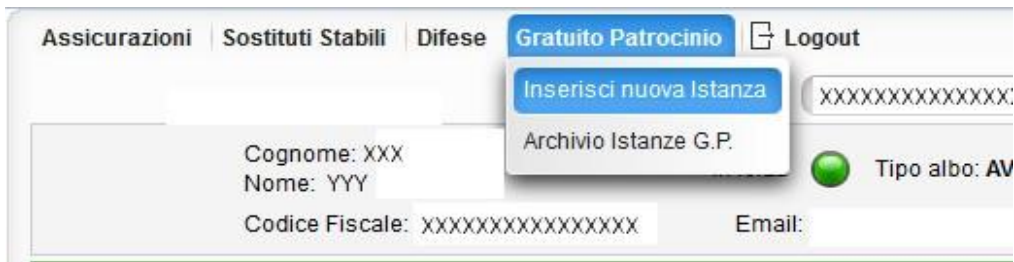 Assicurazioni Sostituti Stabili Difese Gratuito Patrocinio Logout
Inserisci nuova Istanza XXXXXXXXXXXXXXX
Archivio Istanze G.P.
Cognome: XXX
Nome: YYY
Tipo albo: AV
Codice Fiscale: XXXXXXXXXXXXXXXX Email: